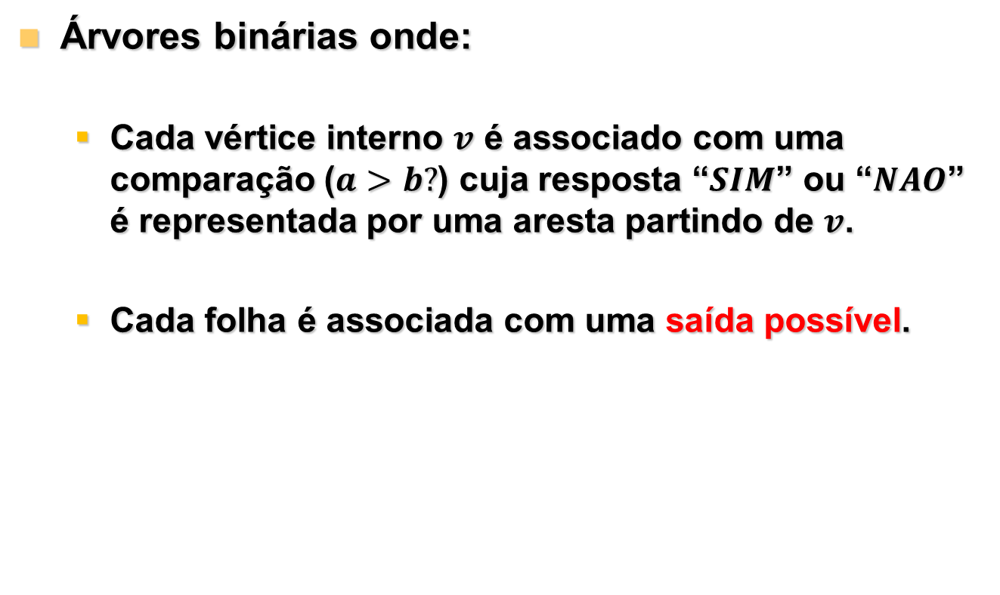 Árvores binárias onde:
Cada vértice interno 𝒗 é associado com uma
comparação (𝒂 > 𝒃?) cuja resposta “𝑺𝑰𝑴” ou “𝑵𝑨𝑶”
é representada por uma aresta partindo de 𝒗.
Cada folha é associada com uma saída possível.